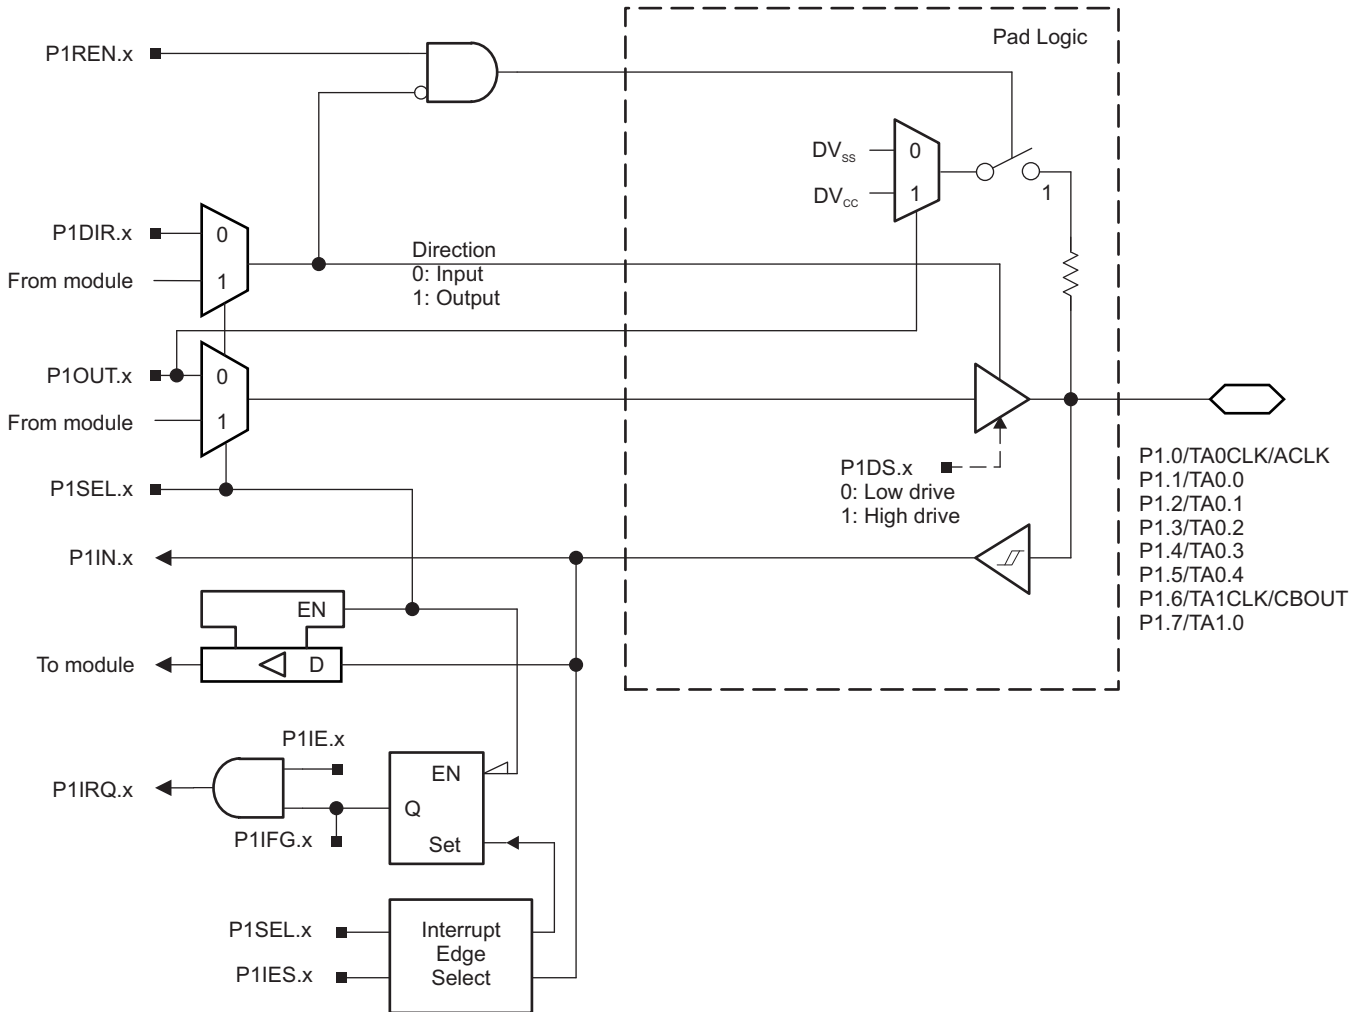 Pad Logic
P1REN.x
DVSS
0
DVCC
1
1
P1DIR.x
0
From module
1
Direction
0: Input
1: Output
P1OUT.x
0
From module
1
P1SEL.x
P1DS.x
0: Low drive
1: High drive
P1.0/TA0CLK/ACLK
P1.1/TA0.0
P1.2/TA0.1
P1.3/TA0.2
P1.4/TA0.3
P1.5/TA0.4
P1.6/TA1CLK/CBOUT
P1.7/TA1.0
P1IN.x
EN
To module
D
P1IE.x
P1IRQ.x
EN
Q
P1IFG.x
Set
P1SEL.x
P1IES.x
Interrupt
Edge
Select